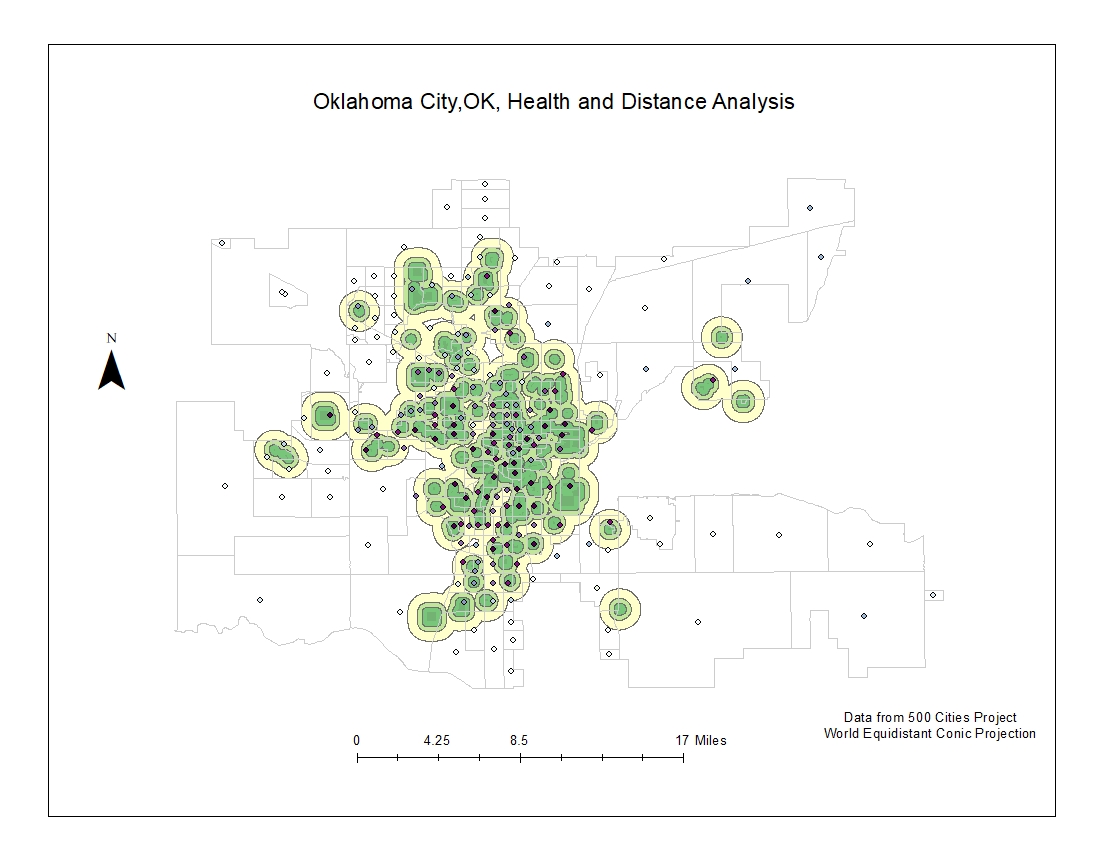 Oklahoma City,OK, Health and Distance Analysis
N
0 4.25 8.5 17 Miles
Data from 500 Cities Project
World Equidistant Conic Projection